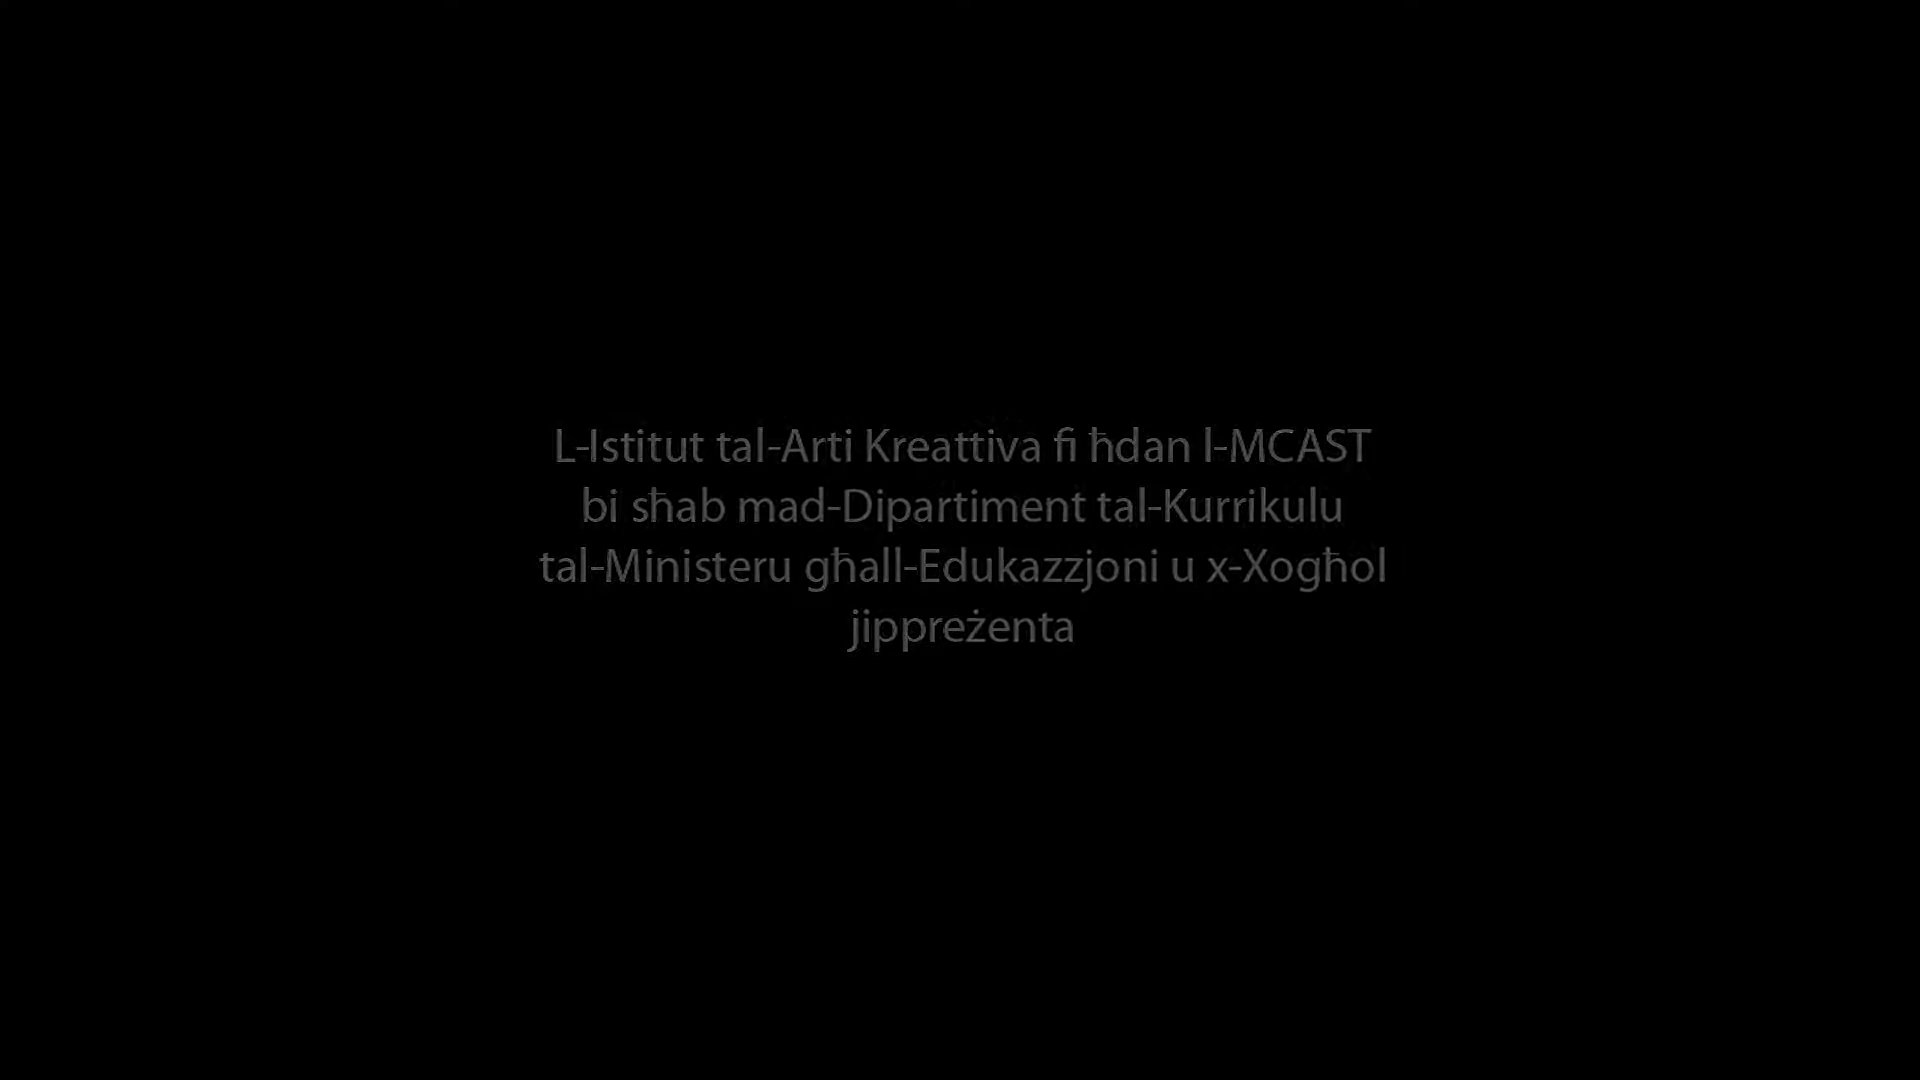 L-Istitut tal-Arti Kreattiva fi ħdan l-MCAST
bi sħab mad-Dipartiment tal-Kurrikulu
tal-Ministeru għall-Edukazzjoni u x-Xogħol
jippreżenta